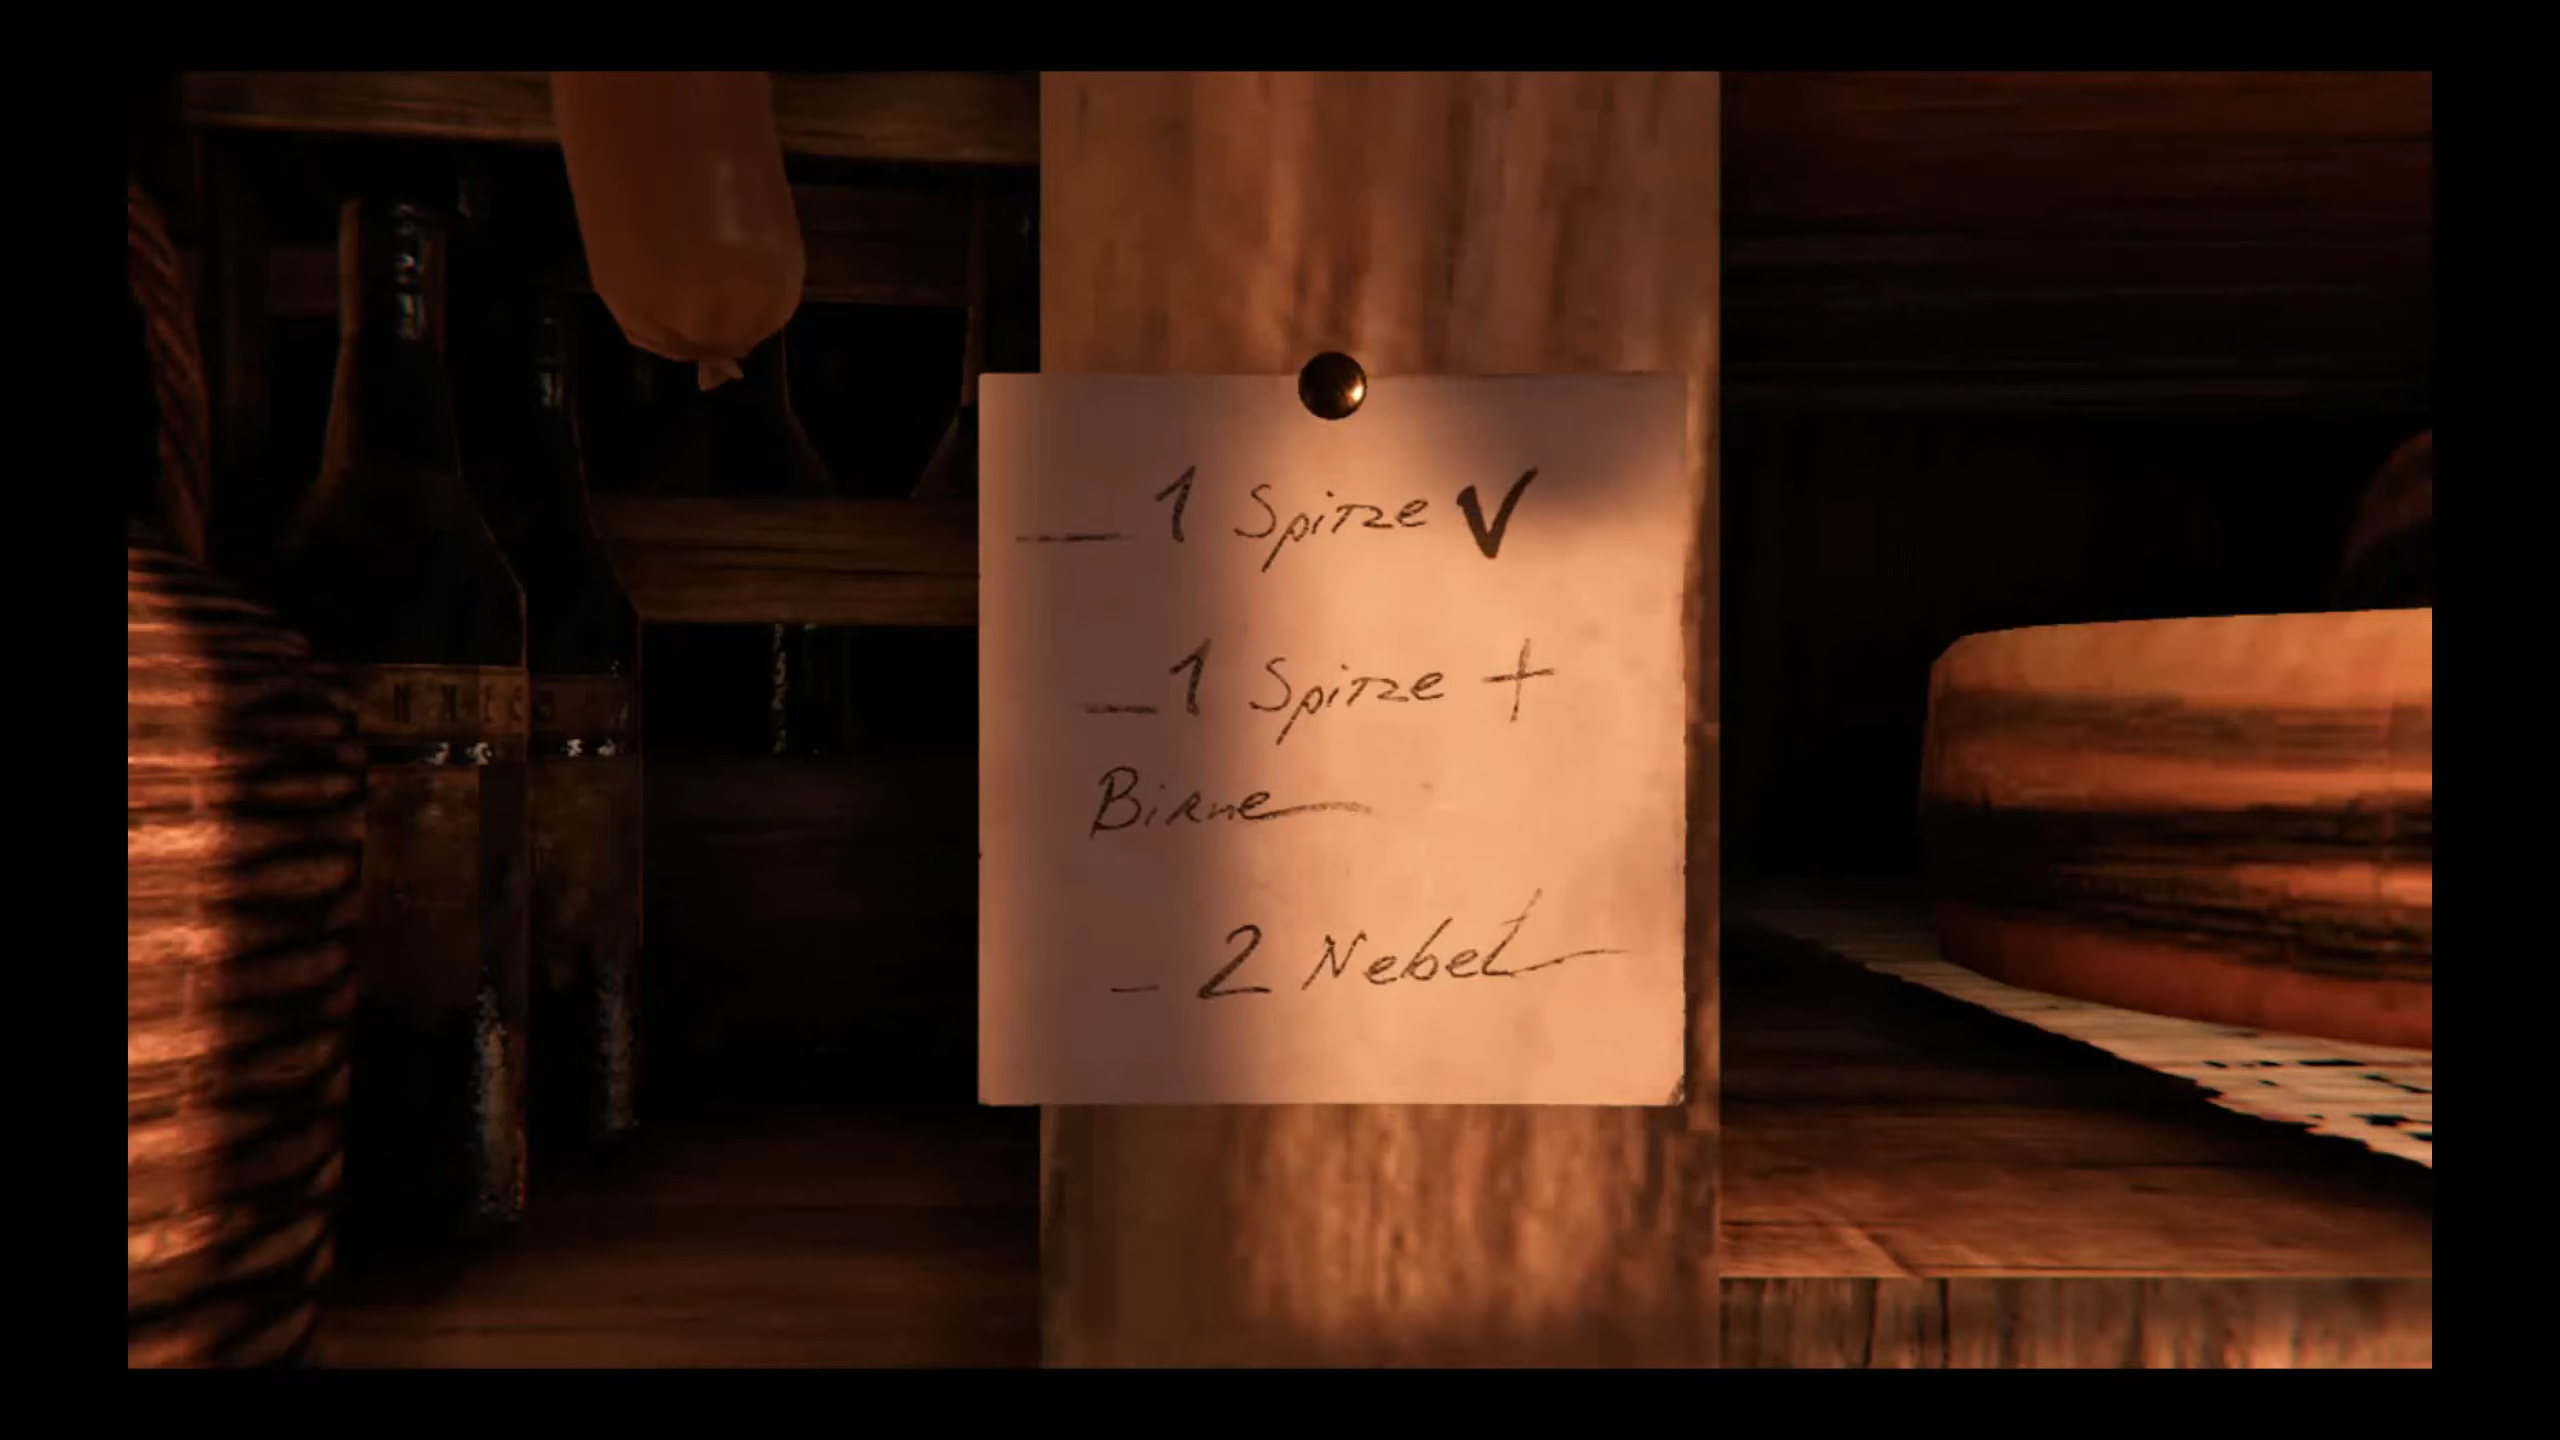 _ 1 Spitze ✓
_ 1 Spitze +
Birne
- 2 Nebel